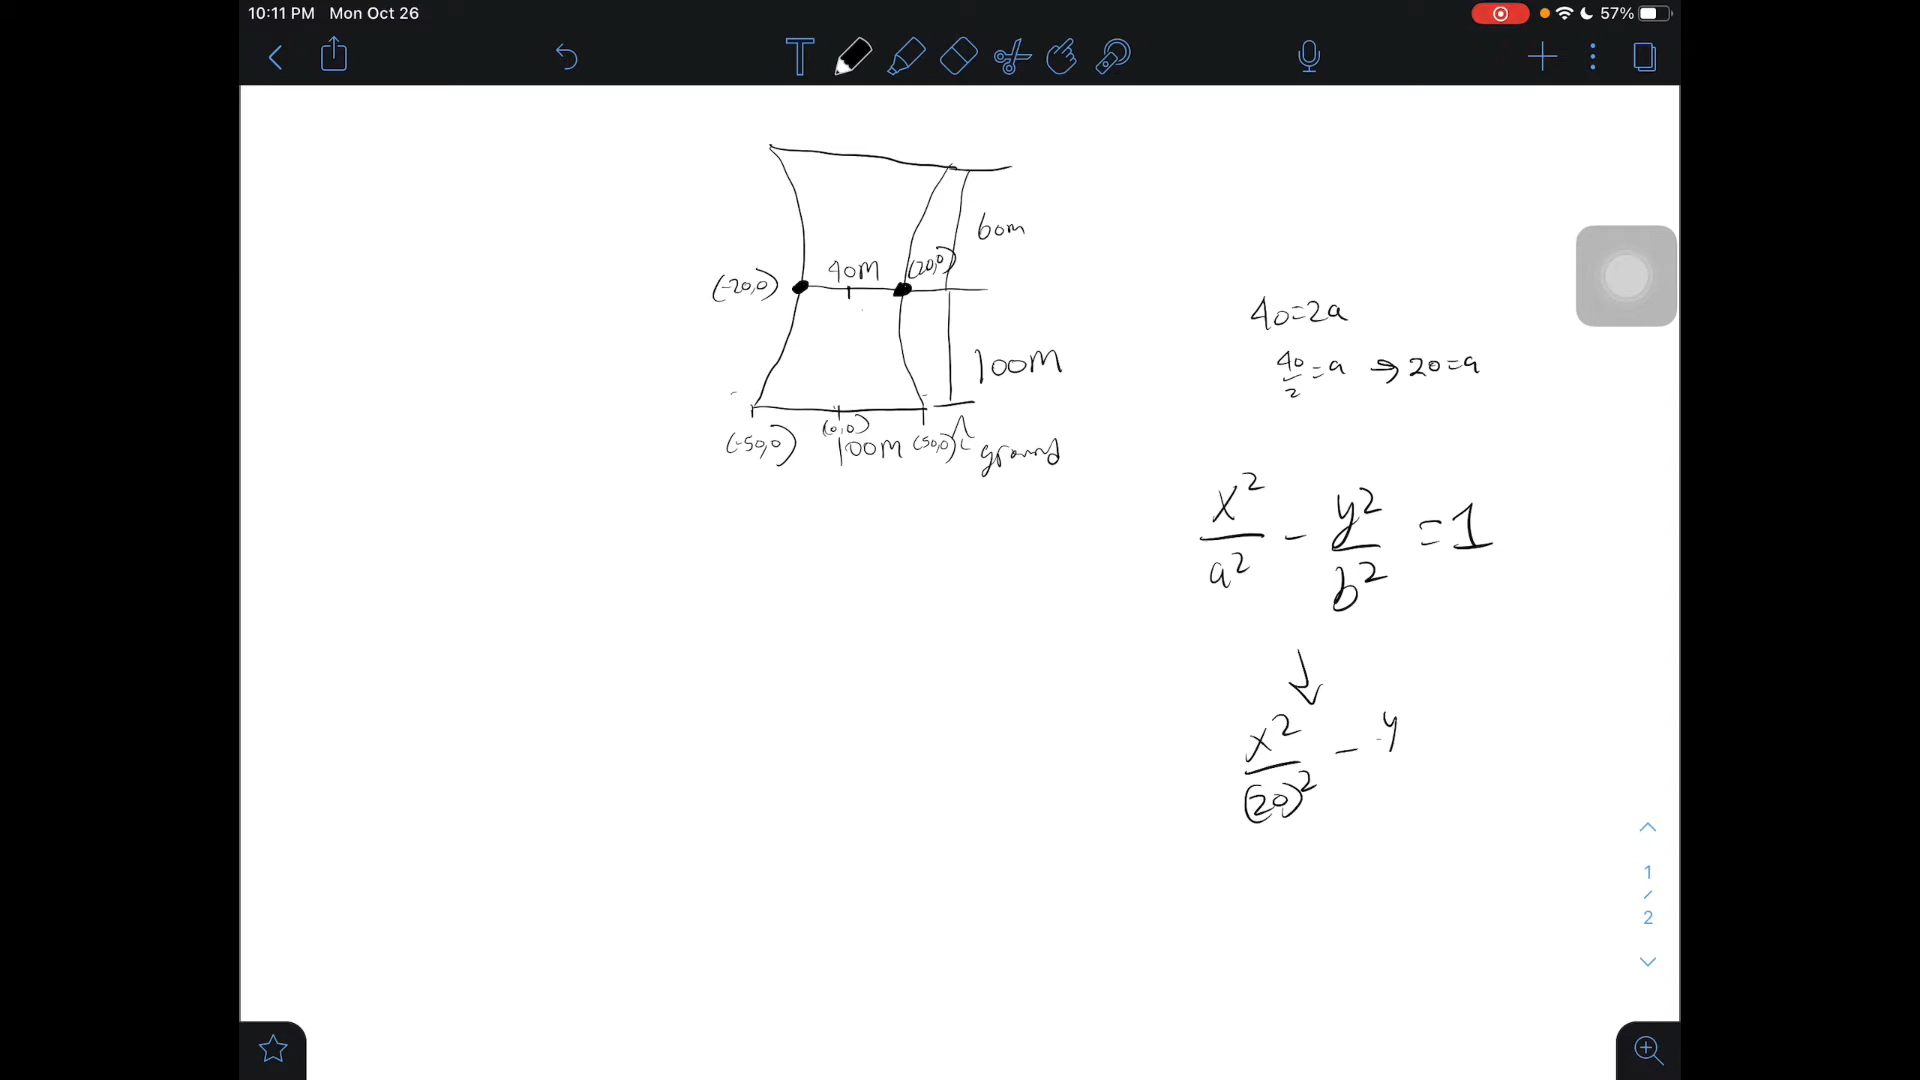 10:11 PM Mon Oct 26
57%
T
60m
(-20,0) 40M (20,0)
100M
(-50,0) (0,0) 100M (50,0) ground
40=2a
40/2=a → 20=a
x²/a² - y²/b² = 1
↓
x²/(20)² - y
1
/
2